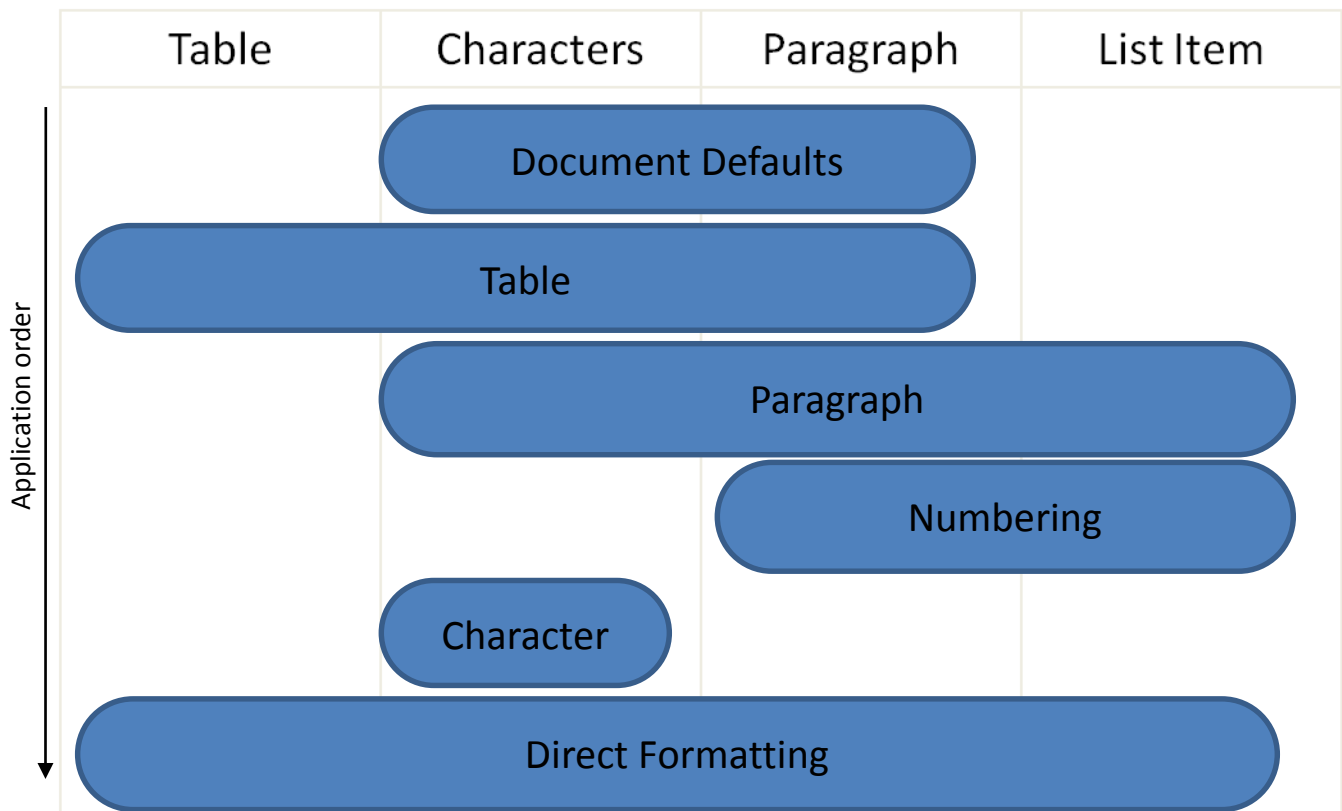 Table Characters Paragraph List Item
Document Defaults
Table
Paragraph
Numbering
Character
Direct Formatting
Application order